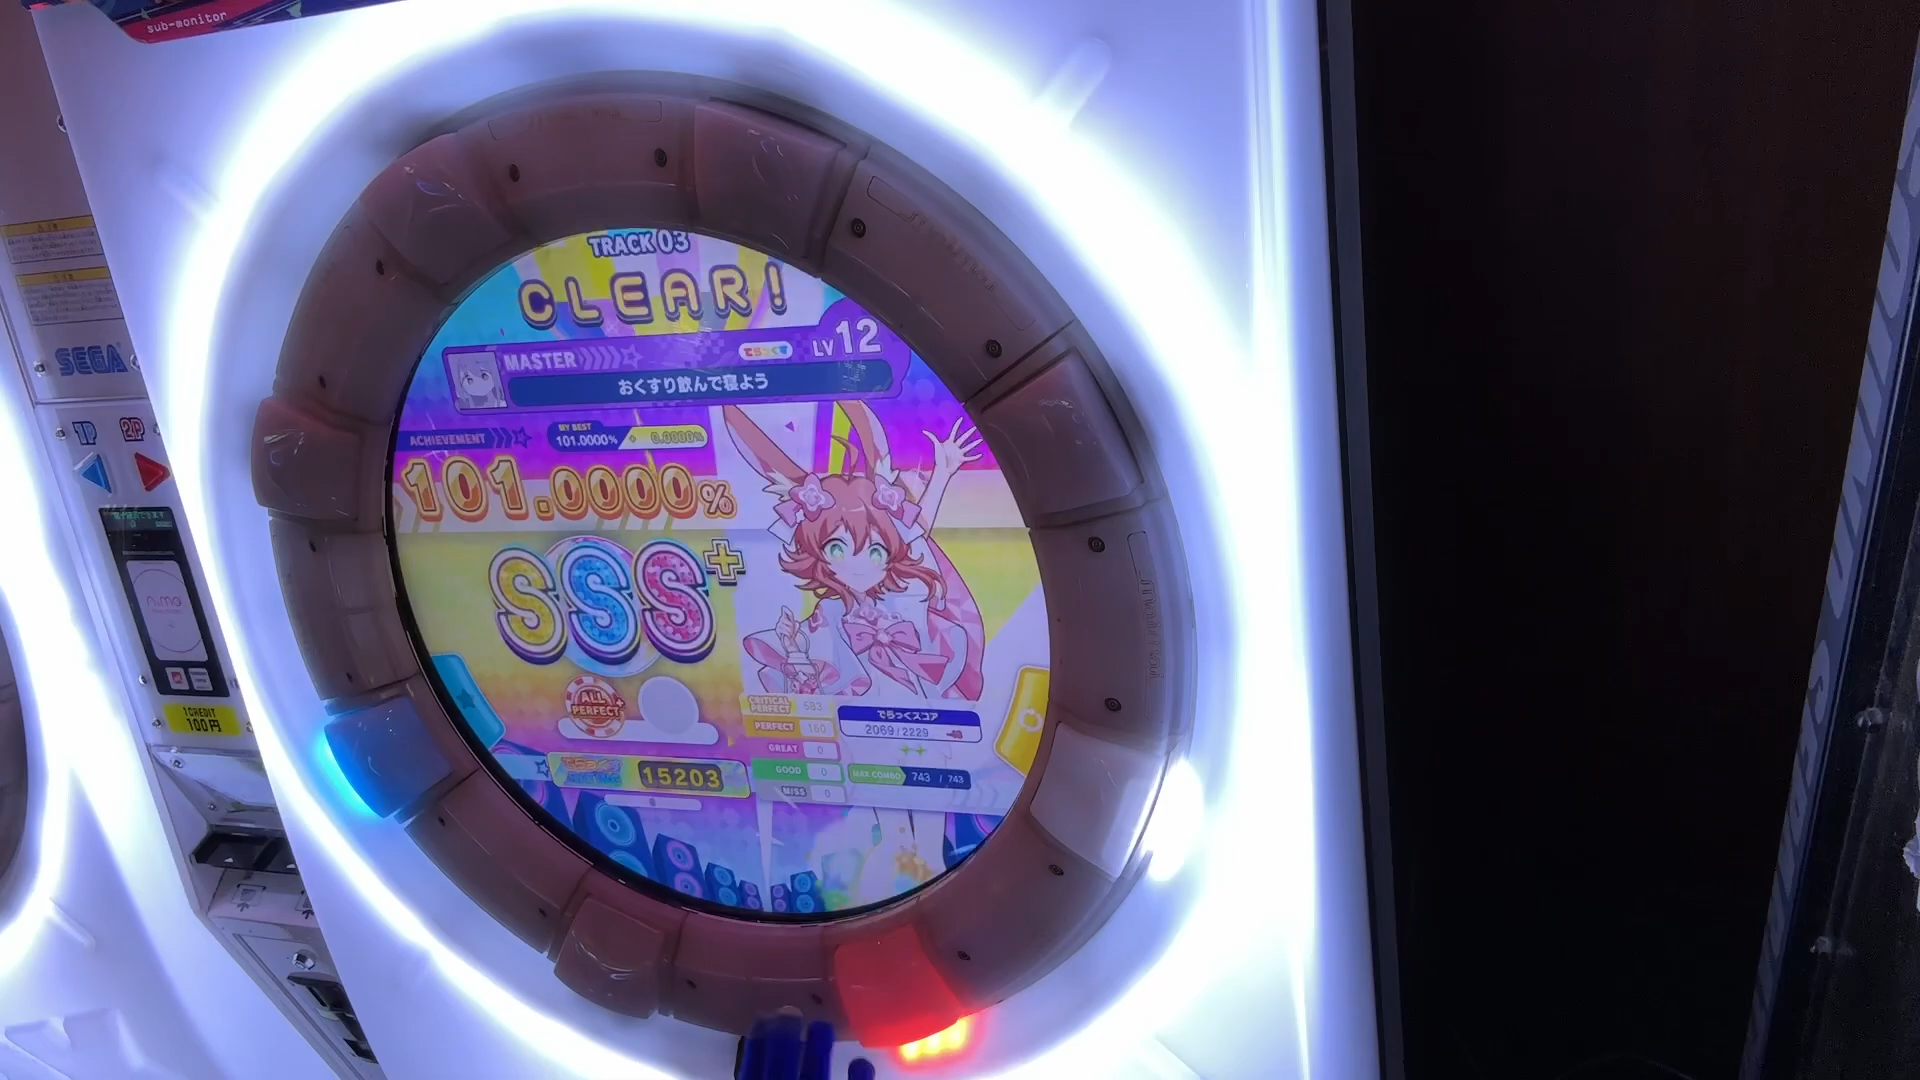 sub-monitor
TRACK 03
CLEAR!
MASTER
でらっくす
LV 12
おくすり飲んで寝よう
ACHIEVEMENT
MY BEST
101.0000%
0.0000%
101.0000%
SSS+
ALL PERFECT+
CRITICAL PERFECT 583
PERFECT 160
GREAT 0
GOOD 0
MISS 0
でらっくスコア
2069/2229
MAX COMBO 743 / 743
15203
SEGA
1P
2P
1CREDIT
100円